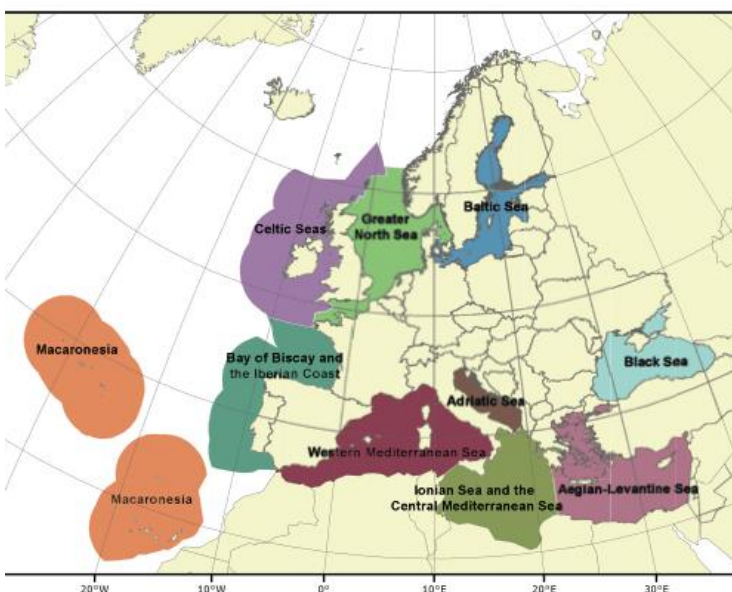 Celtic Seas
Greater
North Sea
Baltic Sea
Macaronesia
Bay of Biscay and
the Iberian Coast
Black Sea
Adriatic Sea
Western Mediterranean Sea
Macaronesia
Ionian Sea and the
Central Mediterranean Sea
Aegian-Levantine Sea
20°W 10°W 0° 10°E 20°E 30°E